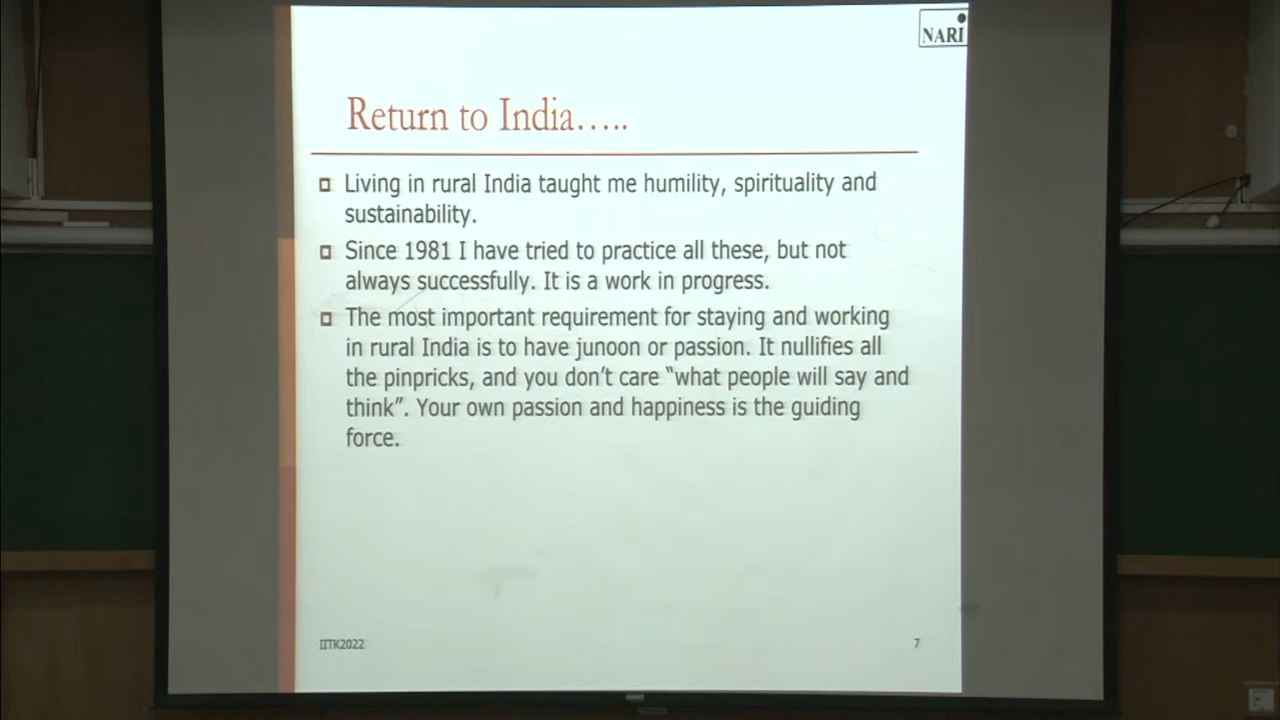 NARI
Return to India.....
Living in rural India taught me humility, spirituality and
sustainability.
Since 1981 I have tried to practice all these, but not
always successfully. It is a work in progress.
The most important requirement for staying and working
in rural India is to have junoon or passion. It nullifies all
the pinpricks, and you don't care “what people will say and
think”. Your own passion and happiness is the guiding
force.
IITK2022
7